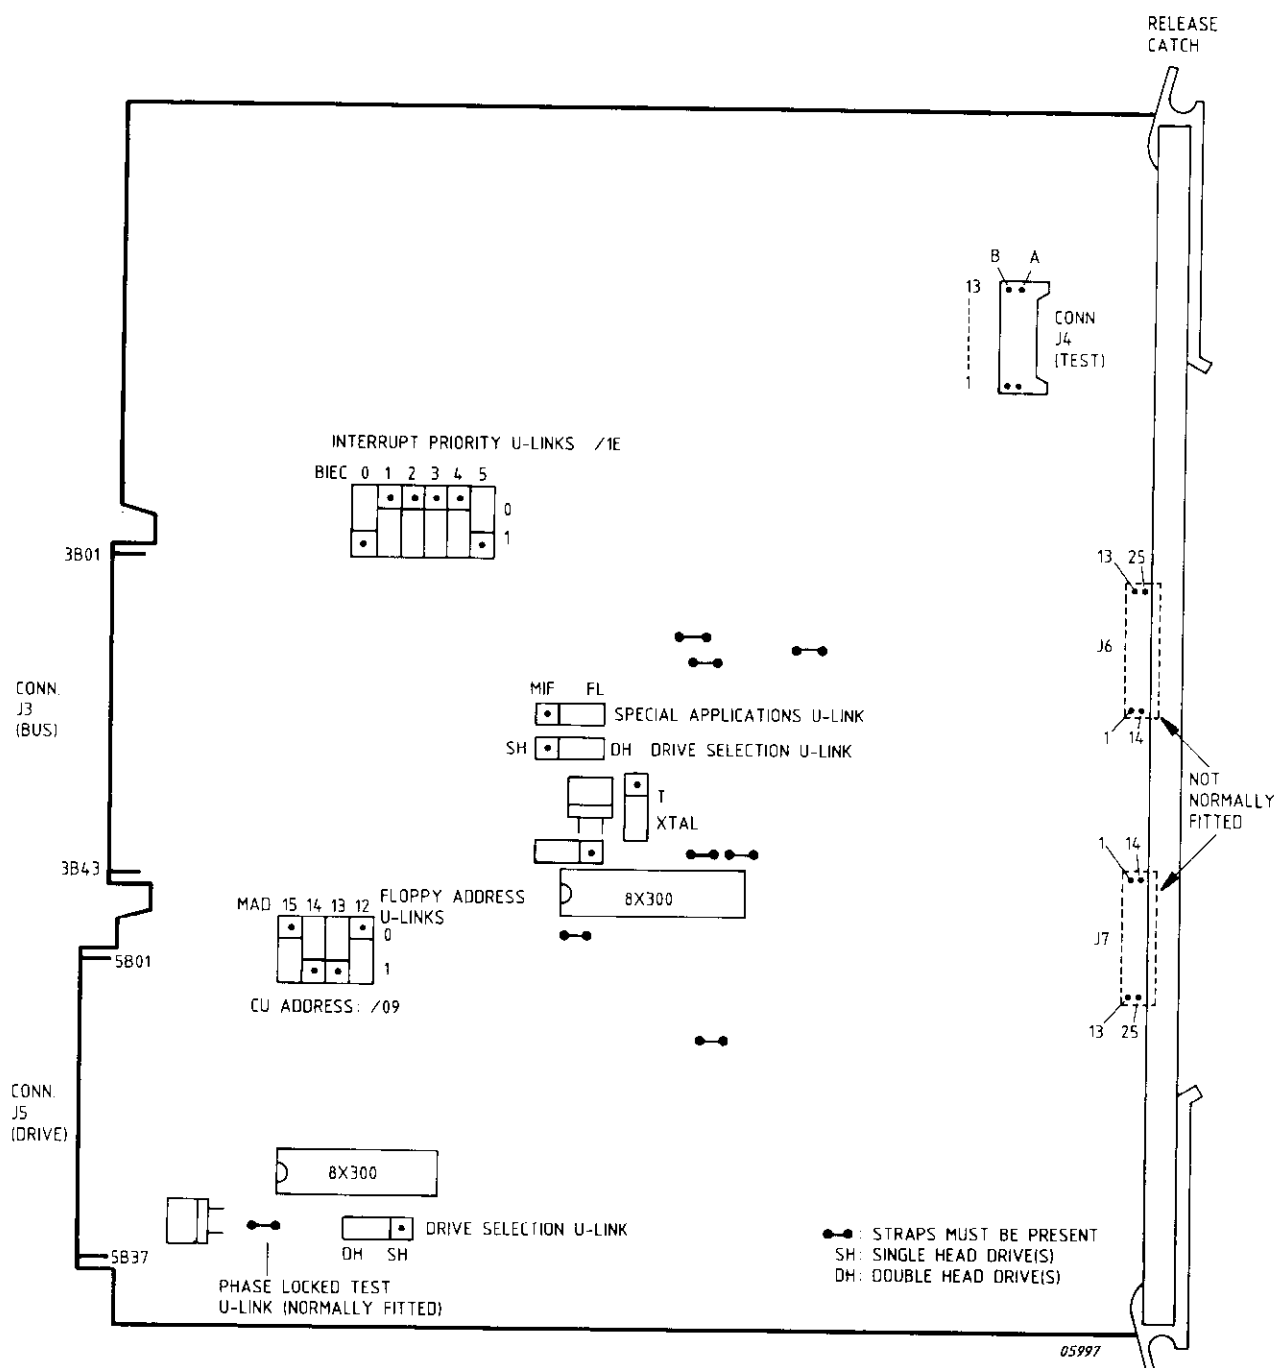 RELEASE
CATCH
B A
13
CONN
J4
(TEST)
1
INTERRUPT PRIORITY U-LINKS /1E
BIEC 0 1 2 3 4 5
0
1
3B01
13 25
J6
1 14
CONN.
J3
(BUS)
MIF FL
SPECIAL APPLICATIONS U-LINK
SH DH DRIVE SELECTION U-LINK
T
XTAL
NOT
NORMALLY
FITTED
3B43
8X300
1 14
J7
13 25
MAD 15 14 13 12
FLOPPY ADDRESS
U-LINKS
0
1
CU ADDRESS: /09
5B01
CONN.
J5
(DRIVE)
8X300
DRIVE SELECTION U-LINK
DH SH
5B37
PHASE LOCKED TEST
U-LINK (NORMALLY FITTED)
: STRAPS MUST BE PRESENT
SH: SINGLE HEAD DRIVE(S)
DH: DOUBLE HEAD DRIVE(S)
05997